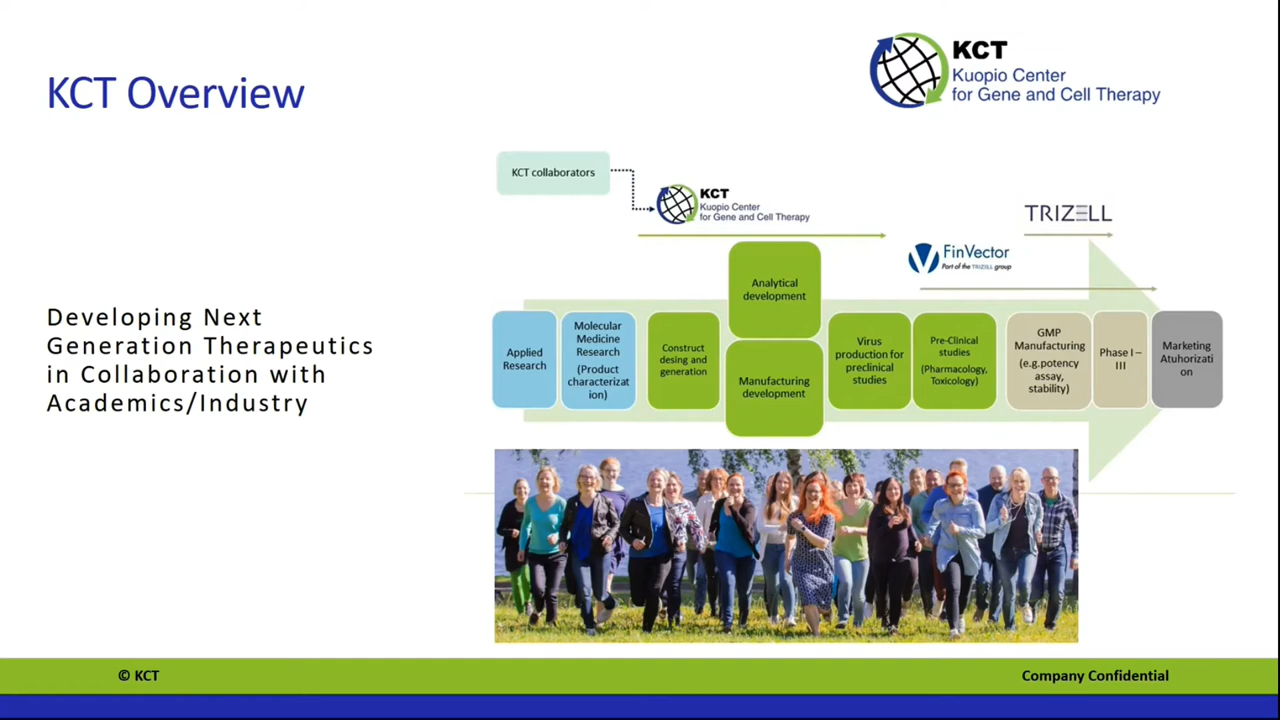 KCT Overview
KCT
Kuopio Center
for Gene and Cell Therapy
KCT collaborators
KCT
Kuopio Center
for Gene and Cell Therapy
TRIZELL
FinVector
Part of the TRIZELL group
Developing Next
Generation Therapeutics
in Collaboration with
Academics/Industry
Applied
Research
Molecular
Medicine
Research
(Product
characterizat
ion)
Construct
desing and
generation
Analytical
development
Manufacturing
development
Virus
production for
preclinical
studies
Pre-Clinical
studies
(Pharmacology,
Toxicology)
GMP
Manufacturing
(e.g.potency
assay,
stability)
Phase I –
III
Marketing
Atuhorizati
on
© KCT
Company Confidential